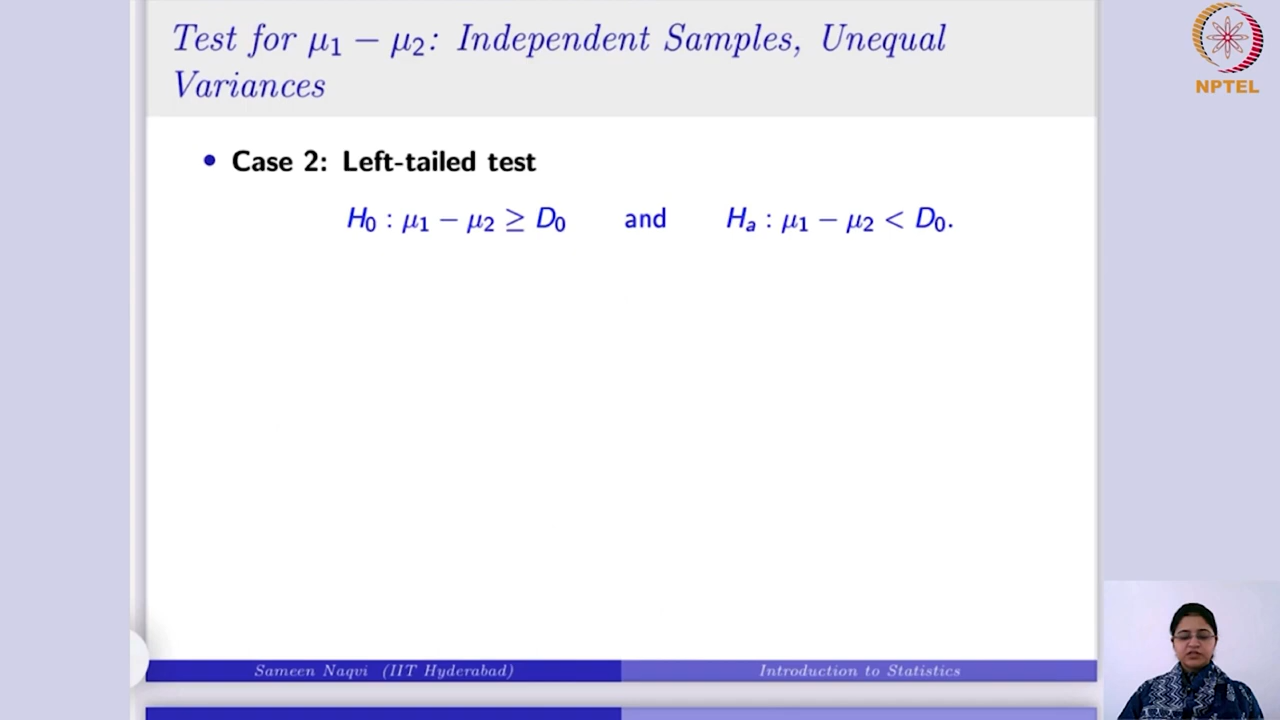 Test for μ₁ − μ₂: Independent Samples, Unequal
Variances
NPTEL
• Case 2: Left-tailed test
H₀ : μ₁ − μ₂ ≥ D₀ and Hₐ : μ₁ − μ₂ < D₀.
Sameen Naqvi (IIT Hyderabad) Introduction to Statistics